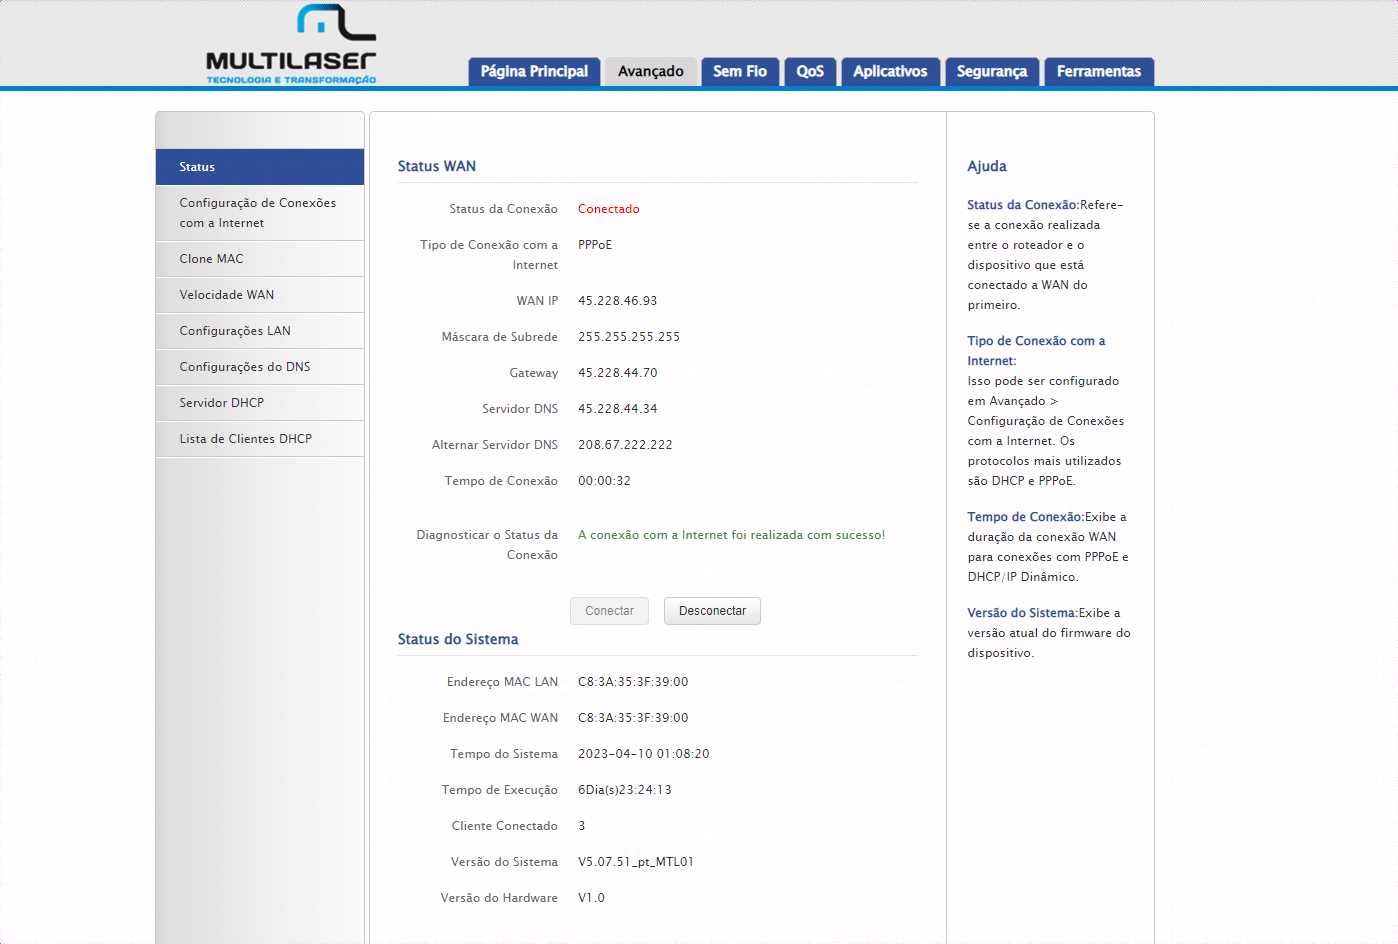 MULTILASER
TECNOLOGIA E TRANSFORMAÇÃO
Página Principal
Avançado
Sem Fio
QoS
Aplicativos
Segurança
Ferramentas
Status
Configuração de Conexões
com a Internet
Clone MAC
Velocidade WAN
Configurações LAN
Configurações do DNS
Servidor DHCP
Lista de Clientes DHCP
Status WAN
Status da Conexão Conectado
Tipo de Conexão com a PPPoE
Internet
WAN IP 45.228.46.93
Máscara de Subrede 255.255.255.255
Gateway 45.228.44.70
Servidor DNS 45.228.44.34
Alternar Servidor DNS 208.67.222.222
Tempo de Conexão 00:00:32
Diagnosticar o Status da A conexão com a Internet foi realizada com sucesso!
Conexão
Conectar Desconectar
Status do Sistema
Endereço MAC LAN C8:3A:35:3F:39:00
Endereço MAC WAN C8:3A:35:3F:39:00
Tempo do Sistema 2023-04-10 01:08:20
Tempo de Execução 6Dia(s)23:24:13
Cliente Conectado 3
Versão do Sistema V5.07.51_pt_MTL01
Versão do Hardware V1.0
Ajuda
Status da Conexão:Refere-
se a conexão realizada
entre o roteador e o
dispositivo que está
conectado a WAN do
primeiro.
Tipo de Conexão com a
Internet:
Isso pode ser configurado
em Avançado >
Configuração de Conexões
com a Internet. Os
protocolos mais utilizados
são DHCP e PPPoE.
Tempo de Conexão:Exibe a
duração da conexão WAN
para conexões com PPPoE e
DHCP/IP Dinâmico.
Versão do Sistema:Exibe a
versão atual do firmware do
dispositivo.